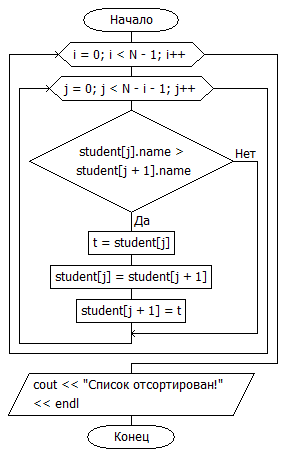 Начало
i = 0; i < N - 1; i++
j = 0; j < N - i - 1; j++
student[j].name >
student[j + 1].name
Нет
Да
t = student[j]
student[j] = student[j + 1]
student[j + 1] = t
cout << "Список отсортирован!"
<< endl
Конец